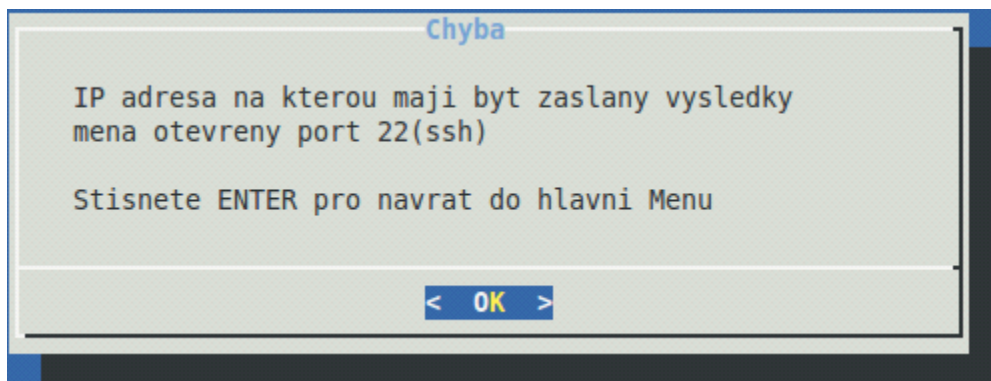 Chyba
IP adresa na kterou maji byt zaslany vysledky
mena otevreny port 22(ssh)
Stisnete ENTER pro navrat do hlavni Menu
< OK >